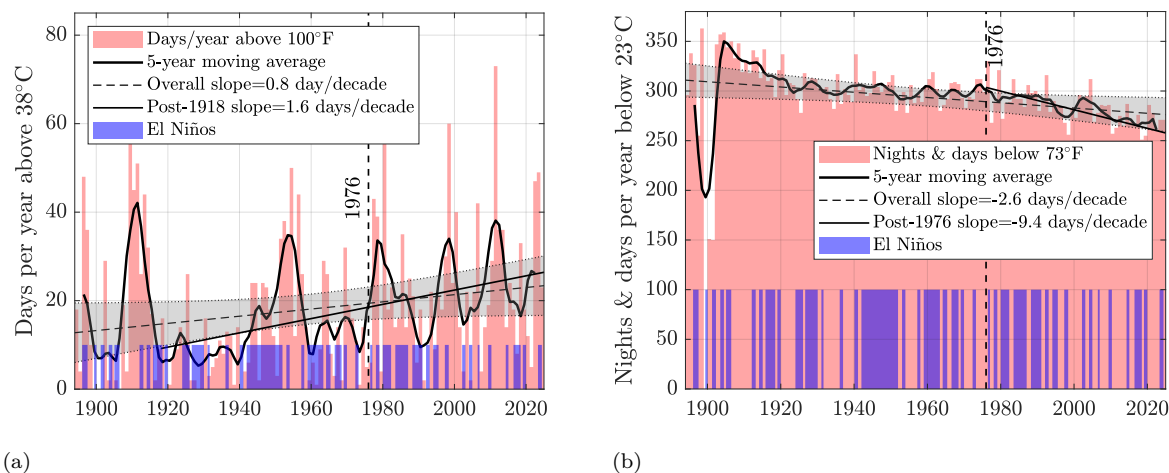 Days per year above 38°C
80
60
40
20
0
Days/year above 100°F
5-year moving average
Overall slope=0.8 day/decade
Post-1918 slope=1.6 days/decade
El Niños
1976
1900 1920 1940 1960 1980 2000 2020
(a)
Nights & days per year below 23°C
350
300
250
200
150
100
50
0
1976
Nights & days below 73°F
5-year moving average
Overall slope=-2.6 days/decade
Post-1976 slope=-9.4 days/decade
El Niños
1900 1920 1940 1960 1980 2000 2020
(b)